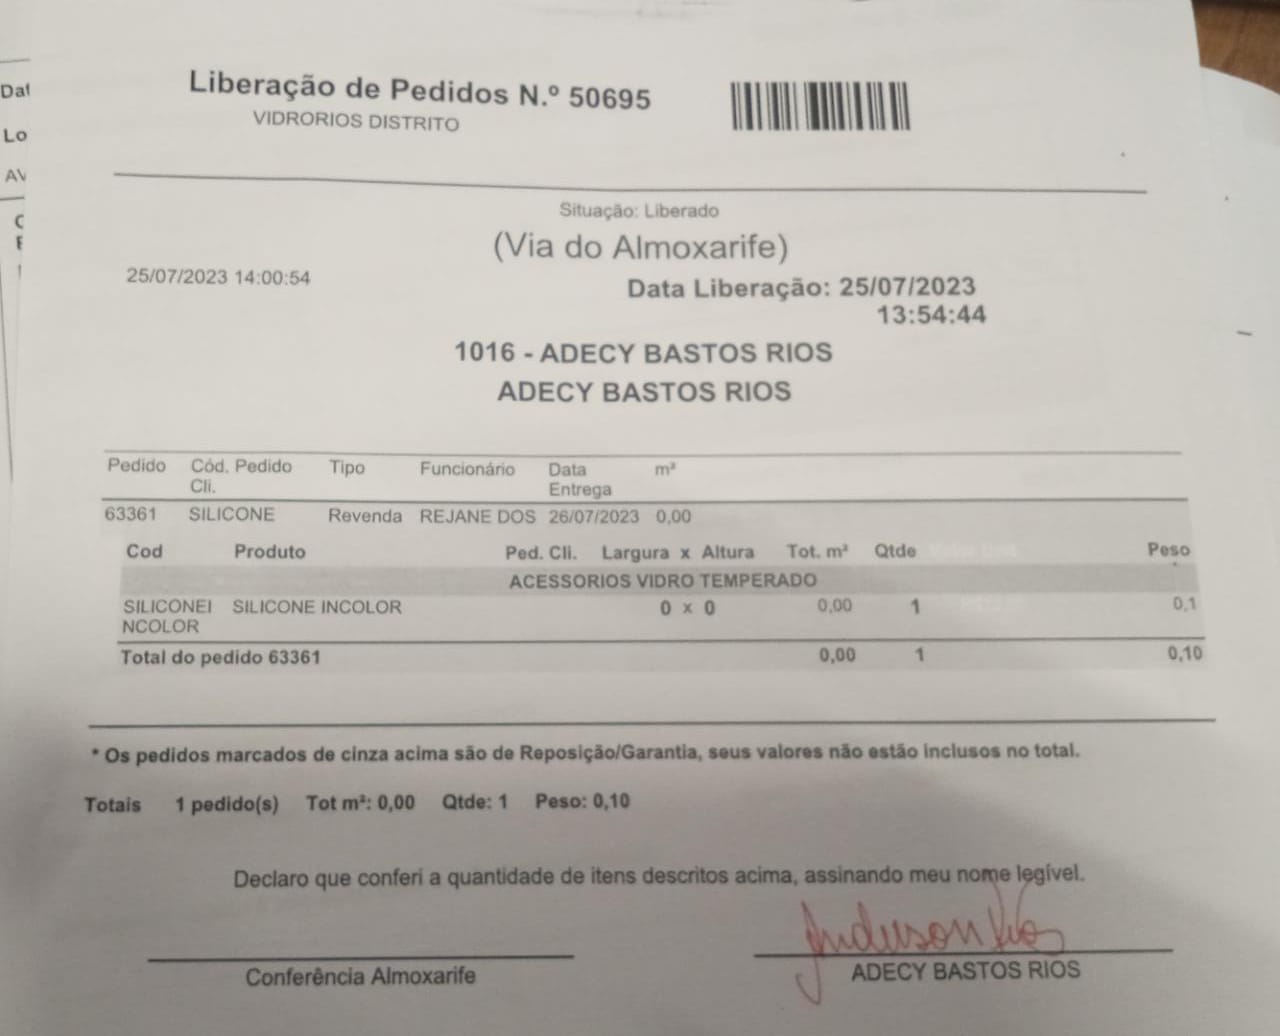 Dat
Lo
AV
Liberação de Pedidos N.º 50695
VIDRORIOS DISTRITO
Situação: Liberado
(Via do Almoxarife)
25/07/2023 14:00:54
Data Liberação: 25/07/2023
13:54:44
1016 - ADECY BASTOS RIOS
ADECY BASTOS RIOS
Pedido Cód. Pedido Cli. Tipo Funcionário Data Entrega m²
63361 SILICONE Revenda REJANE DOS 26/07/2023 0,00
Cod Produto Ped. Cli. Largura x Altura Tot. m² Qtde Peso
ACESSORIOS VIDRO TEMPERADO
SILICONEI SILICONE INCOLOR 0 x 0 0,00 1 0,1
NCOLOR
Total do pedido 63361 0,00 1 0,10
* Os pedidos marcados de cinza acima são de Reposição/Garantia, seus valores não estão inclusos no total.
Totais 1 pedido(s) Tot m²: 0,00 Qtde: 1 Peso: 0,10
Declaro que conferi a quantidade de itens descritos acima, assinando meu nome legível.
Anderson Rios
Conferência Almoxarife
ADECY BASTOS RIOS